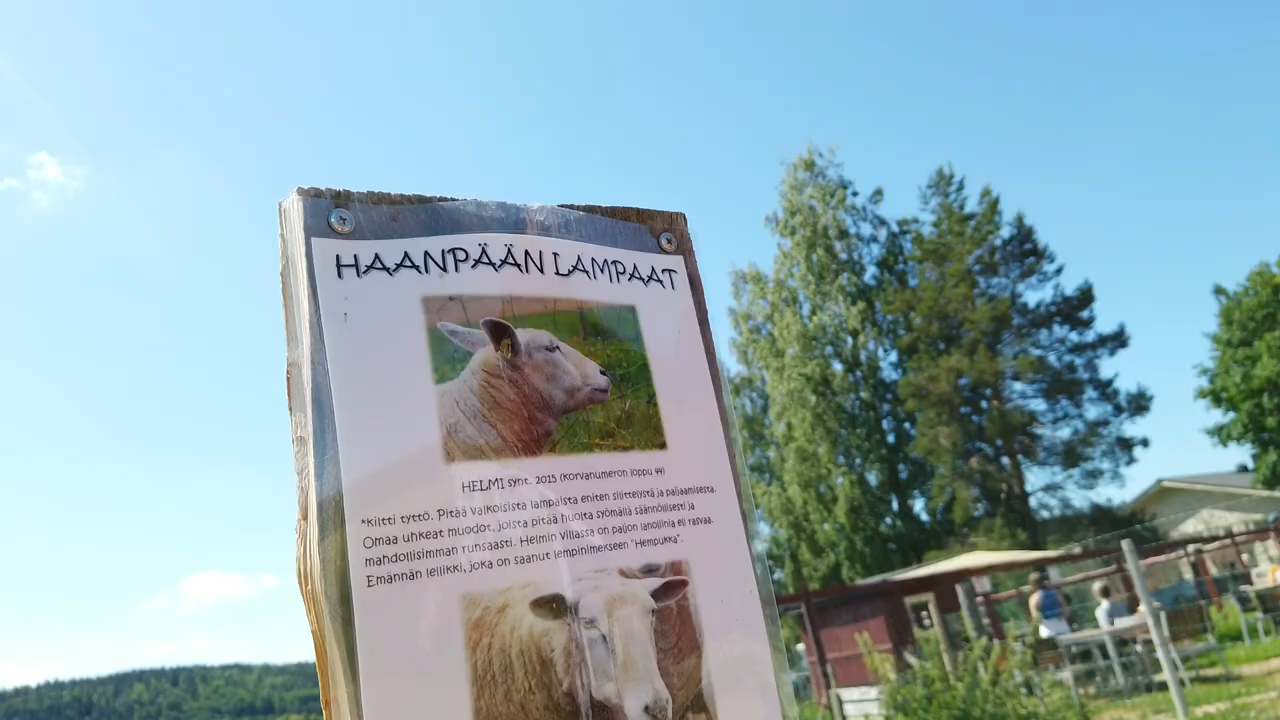 HAANPÄÄN LAMPAAT
HELMI synt. 2015 (korvanumeron loppu 44)
*Kiltti tyttö. Pitää valkoisista lampaista eniten silittelystä ja paijaamisesta.
Omaa uhkeat muodot, joista pitää huolta syömällä säännöllisesti ja
mahdollisimman runsaasti. Helmin villassa on paljon lanoliinia eli rasvaa.
Emännän lellikki, joka on saanut lempinimekseen "Hempukka".